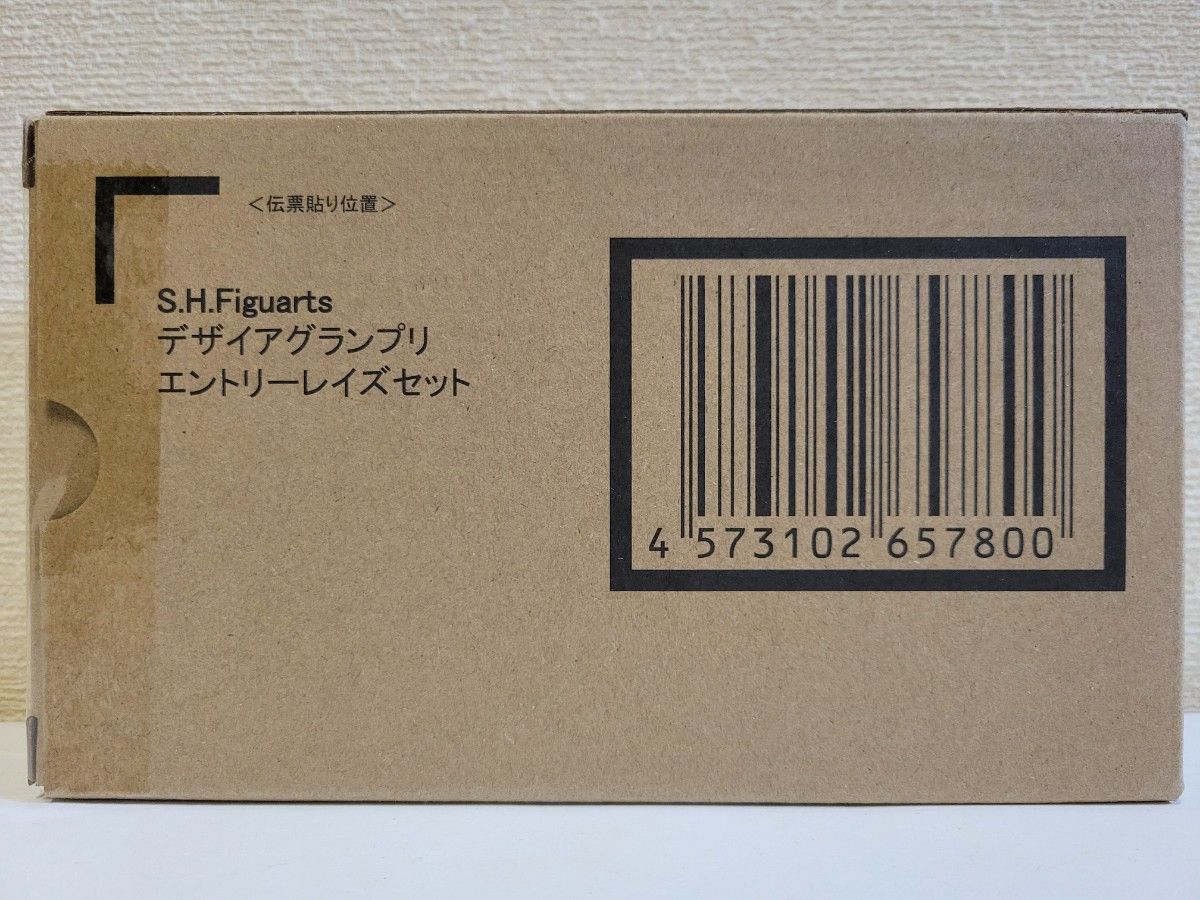 ＜伝票貼り位置＞
S.H.Figuarts
デザイアグランプリ
エントリーレイズセット
4 573102 657800